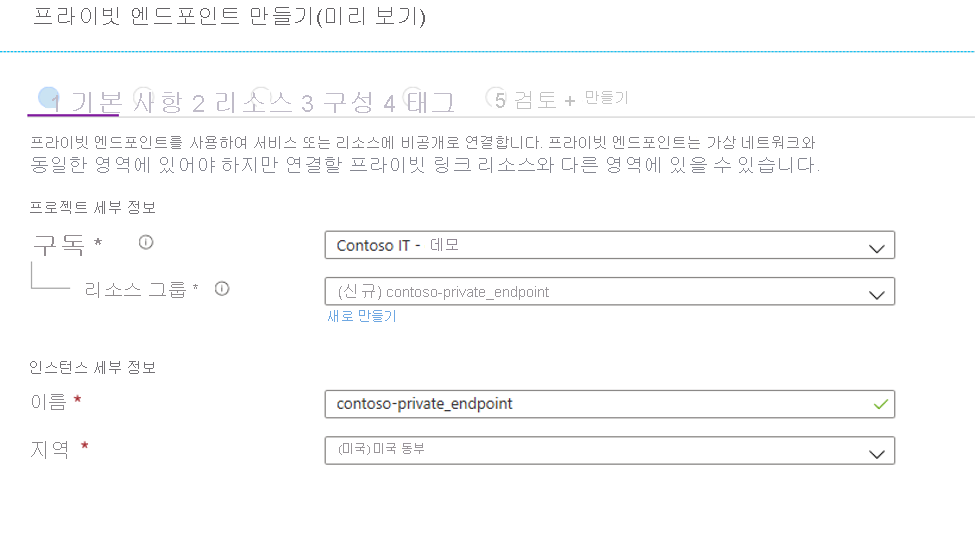 프라이빗 엔드포인트 만들기(미리 보기)
1 기본 사항 2 리소스 3 구성 4 태그 5 검토 + 만들기
프라이빗 엔드포인트를 사용하여 서비스 또는 리소스에 비공개로 연결합니다. 프라이빗 엔드포인트는 가상 네트워크와
동일한 영역에 있어야 하지만 연결할 프라이빗 링크 리소스와 다른 영역에 있을 수 있습니다.
프로젝트 세부 정보
구독 * Contoso IT - 데모
리소스 그룹 * (신규) contoso-private_endpoint
새로 만들기
인스턴스 세부 정보
이름 * contoso-private_endpoint
지역 * (미국)미국 동부